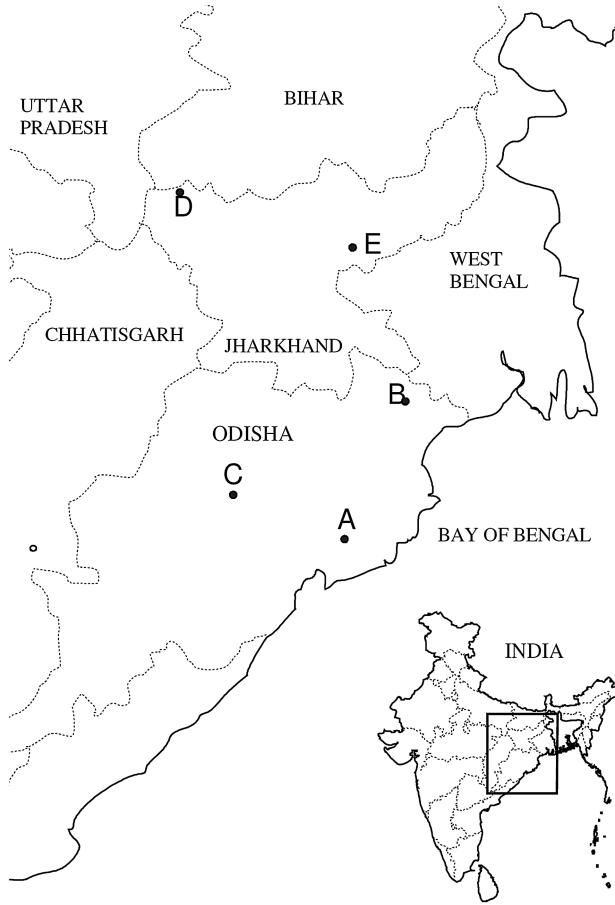 BIHAR
UTTAR
PRADESH
D
E
WEST
BENGAL
CHHATISGARH
JHARKHAND
B
ODISHA
C
A
BAY OF BENGAL
INDIA